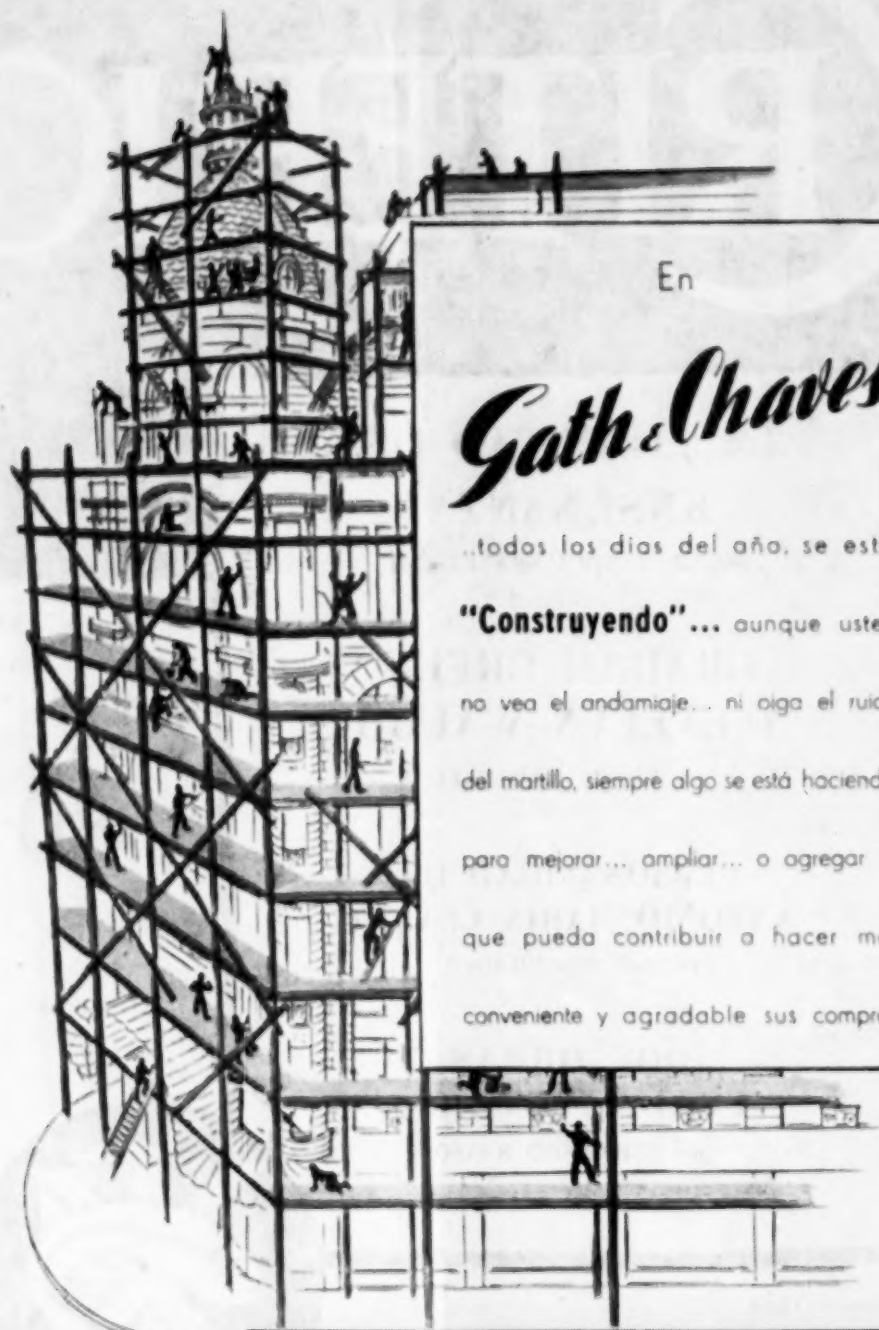 En
Gath & Chaves
..todos los dias del año, se est
"Construyendo"... aunque uste
no vea el andamiaje... ni oiga el ruid
del martillo, siempre algo se está haciend
para mejorar... ampliar... o agregar
que pueda contribuir a hacer m
conveniente y agradable sus compr